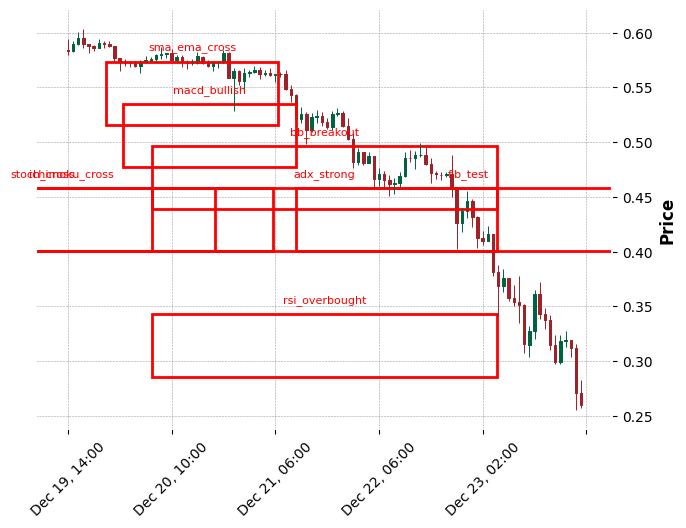 0.60
sma_ema_cross
0.55
macd_bullish
0.50
bb_breakout
stoch_cross
ichimoku_cross
adx_strong
fib_test
0.45
Price
0.40
0.35
rsi_overbought
0.30
0.25
Dec 19, 14:00
Dec 20, 10:00
Dec 21, 06:00
Dec 22, 06:00
Dec 23, 02:00